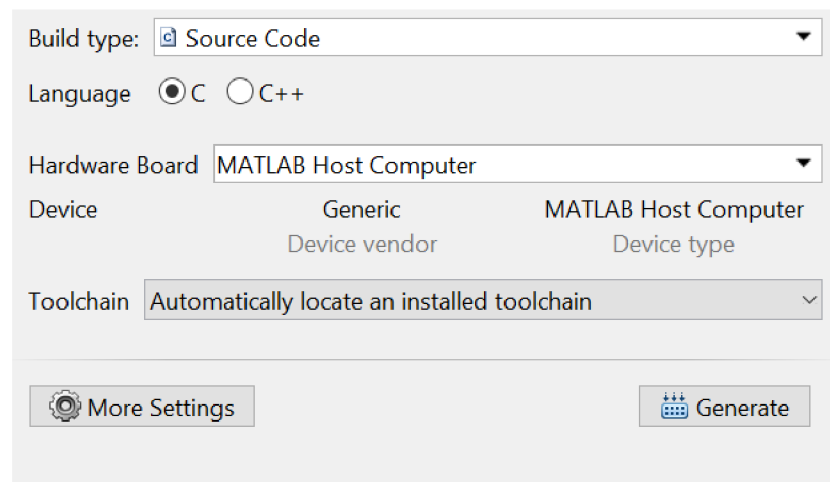 Build type: Source Code
Language C C++
Hardware Board MATLAB Host Computer
Device Generic MATLAB Host Computer
Device vendor Device type
Toolchain Automatically locate an installed toolchain
More Settings Generate